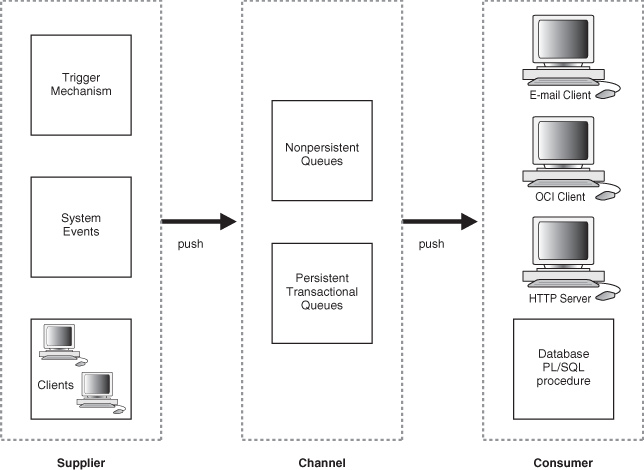 Trigger
Mechanism
System
Events
Clients
push
Nonpersistent
Queues
Persistent
Transactional
Queues
push
E-mail Client
OCI Client
HTTP Server
Database
PL/SQL
procedure
Supplier
Channel
Consumer